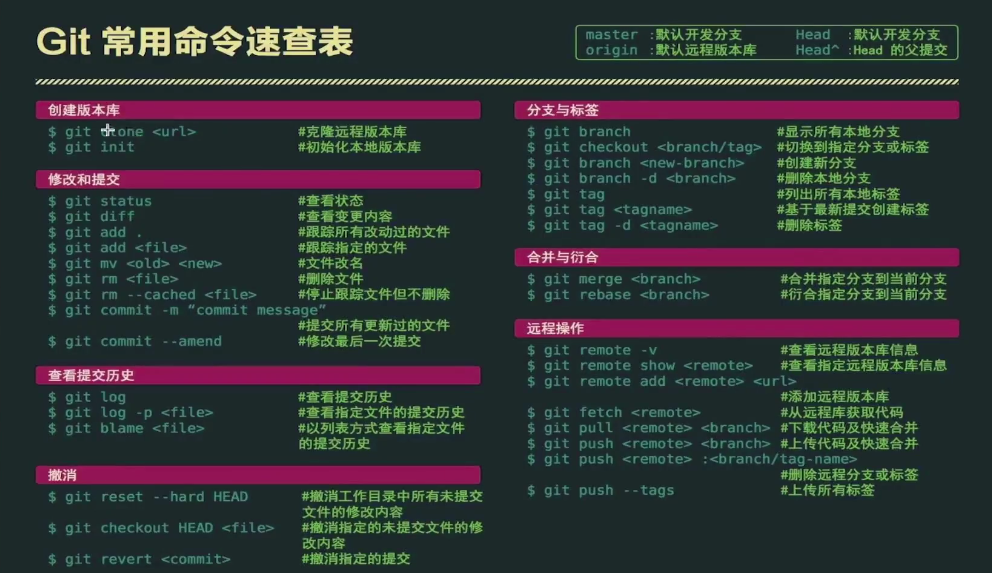 Git 常用命令速查表
master :默认开发分支 Head :默认开发分支
origin :默认远程版本库 Head^ :Head 的父提交
创建版本库
$ git clone <url> #克隆远程版本库
$ git init #初始化本地版本库
修改和提交
$ git status #查看状态
$ git diff #查看变更内容
$ git add . #跟踪所有改动过的文件
$ git add <file> #跟踪指定的文件
$ git mv <old> <new> #文件改名
$ git rm <file> #删除文件
$ git rm --cached <file> #停止跟踪文件但不删除
$ git commit -m “commit message”
#提交所有更新过的文件
$ git commit --amend #修改最后一次提交
查看提交历史
$ git log #查看提交历史
$ git log -p <file> #查看指定文件的提交历史
$ git blame <file> #以列表方式查看指定文件
的提交历史
撤消
$ git reset --hard HEAD #撤消工作目录中所有未提交
文件的修改内容
$ git checkout HEAD <file> #撤消指定的未提交文件的修
改内容
$ git revert <commit> #撤消指定的提交
分支与标签
$ git branch #显示所有本地分支
$ git checkout <branch/tag> #切换到指定分支或标签
$ git branch <new-branch> #创建新分支
$ git branch -d <branch> #删除本地分支
$ git tag #列出所有本地标签
$ git tag <tagname> #基于最新提交创建标签
$ git tag -d <tagname> #删除标签
合并与衍合
$ git merge <branch> #合并指定分支到当前分支
$ git rebase <branch> #衍合指定分支到当前分支
远程操作
$ git remote -v #查看远程版本库信息
$ git remote show <remote> #查看指定远程版本库信息
$ git remote add <remote> <url>
#添加远程版本库
$ git fetch <remote> #从远程库获取代码
$ git pull <remote> <branch> #下载代码及快速合并
$ git push <remote> <branch> #上传代码及快速合并
$ git push <remote> :<branch/tag-name>
#删除远程分支或标签
$ git push --tags #上传所有标签